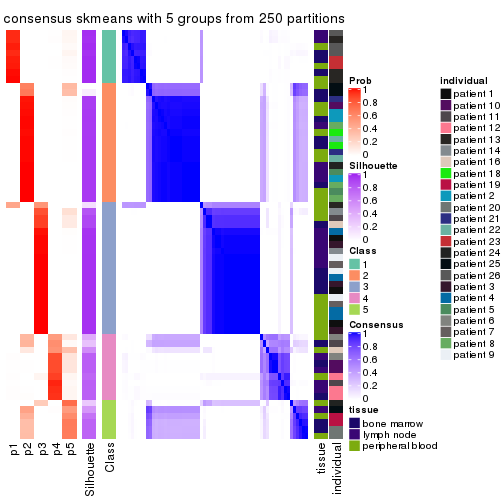 consensus skmeans with 5 groups from 250 partitions
Prob
1
0.8
0.6
0.4
0.2
0
Silhouette
1
0.8
0.6
0.4
0.2
0
Class
1
2
3
4
5
Consensus
1
0.8
0.6
0.4
0.2
0
tissue
bone marrow
lymph node
peripheral blood
individual
patient 1
patient 10
patient 11
patient 12
patient 13
patient 14
patient 16
patient 18
patient 19
patient 2
patient 20
patient 21
patient 22
patient 23
patient 24
patient 25
patient 26
patient 3
patient 4
patient 5
patient 6
patient 7
patient 8
patient 9
p1
p2
p3
p4
p5
Silhouette
Class
tissue
individual